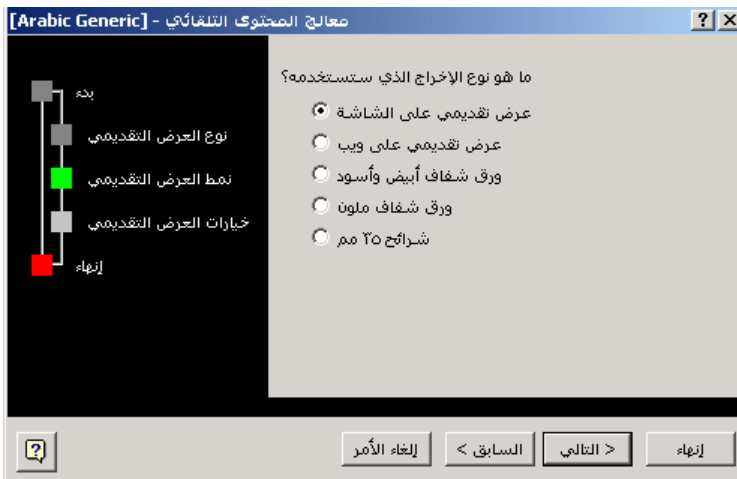 معالج المحتوى التلقائي - [Arabic Generic]
ما هو نوع الإخراج الذي ستستخدمه؟
عرض تقديمي على الشاشة
عرض تقديمي على ويب
ورق شفاف أبيض وأسود
ورق شفاف ملون
شرائح ٣٥ مم
بدء
نوع العرض التقديمي
نمط العرض التقديمي
خيارات العرض التقديمي
إنهاء
إنهاء
التالي >
السابق <
إلغاء الأمر